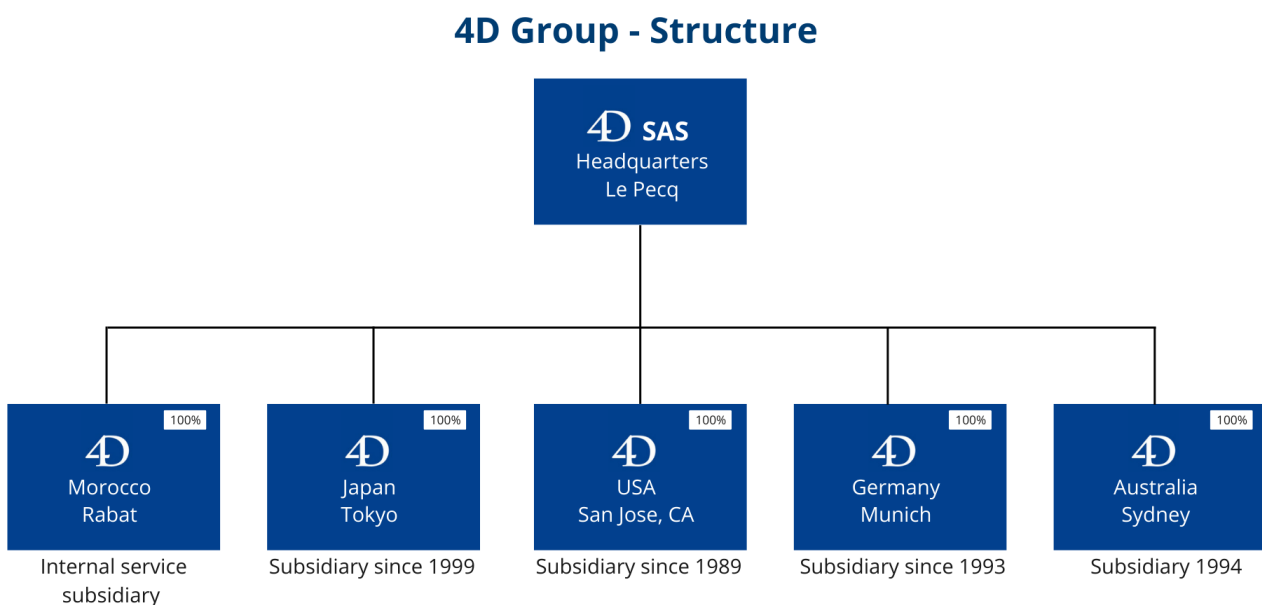 4D Group - Structure
4D SAS
Headquarters
Le Pecq
100%
4D
Morocco
Rabat
Internal service
subsidiary
100%
4D
Japan
Tokyo
Subsidiary since 1999
100%
4D
USA
San Jose, CA
Subsidiary since 1989
100%
4D
Germany
Munich
Subsidiary since 1993
100%
4D
Australia
Sydney
Subsidiary 1994